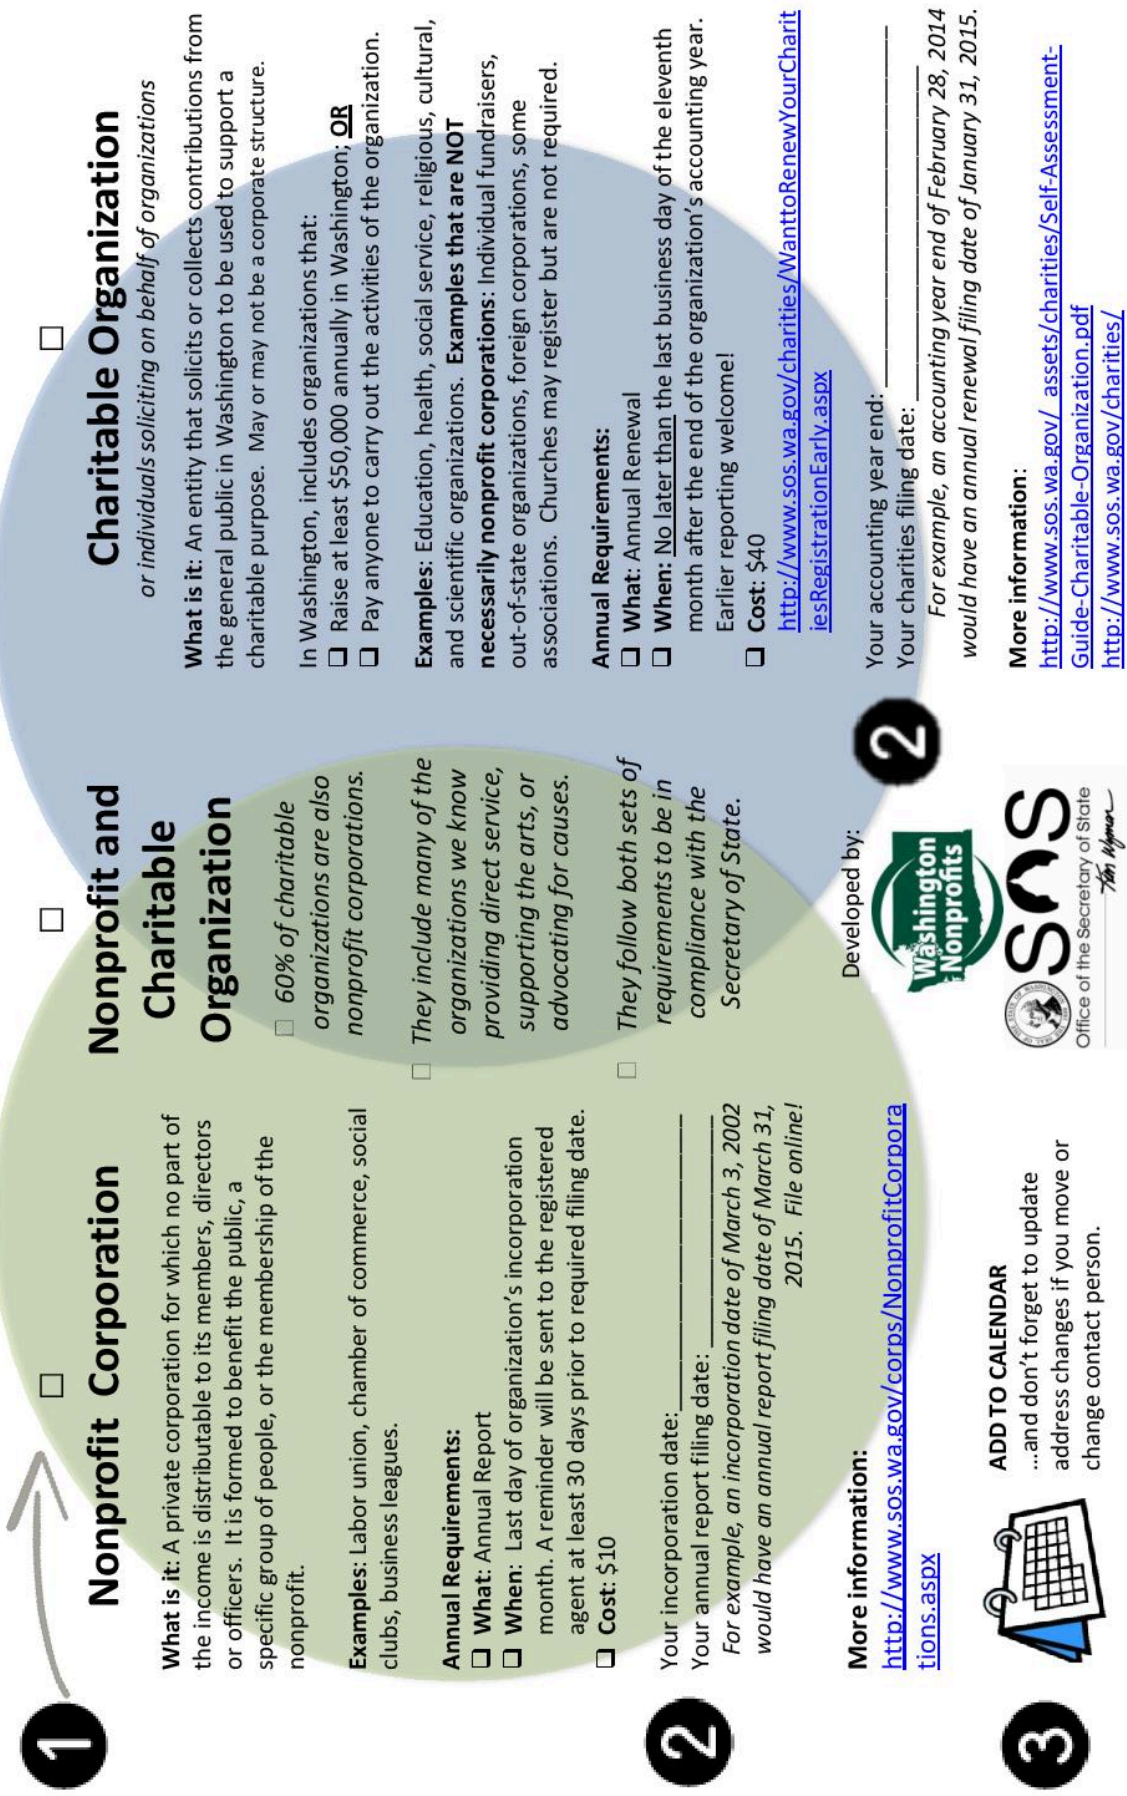 1
☐
Nonprofit Corporation
What is it: A private corporation for which no part of
the income is distributable to its members, directors
or officers. It is formed to benefit the public, a
specific group of people, or the membership of the
nonprofit.
Examples: Labor union, chamber of commerce, social
clubs, business leagues.
Annual Requirements:
❑ What: Annual Report
❑ When: Last day of organization's incorporation
month. A reminder will be sent to the registered
agent at least 30 days prior to required filing date.
❑ Cost: $10
2
Your incorporation date:____________________
Your annual report filing date: ____________________
For example, an incorporation date of March 3, 2002
would have an annual report filing date of March 31,
2015. File online!
More information:
http://www.sos.wa.gov/corps/NonprofitCorpora
tions.aspx
3
ADD TO CALENDAR
...and don't forget to update
address changes if you move or
change contact person.
☐
Nonprofit and
Charitable
Organization
☐ 60% of charitable
organizations are also
nonprofit corporations.
☐ They include many of the
organizations we know
providing direct service,
supporting the arts, or
advocating for causes.
☐ They follow both sets of
requirements to be in
compliance with the
Secretary of State.
Developed by:
Washington
Nonprofits
SOS
Office of the Secretary of State
Kim Wyman
☐
Charitable Organization
or individuals soliciting on behalf of organizations
What is it: An entity that solicits or collects contributions from
the general public in Washington to be used to support a
charitable purpose. May or may not be a corporate structure.
In Washington, includes organizations that:
❑ Raise at least $50,000 annually in Washington; OR
❑ Pay anyone to carry out the activities of the organization.
Examples: Education, health, social service, religious, cultural,
and scientific organizations. Examples that are NOT
necessarily nonprofit corporations: Individual fundraisers,
out-of-state organizations, foreign corporations, some
associations. Churches may register but are not required.
Annual Requirements:
❑ What: Annual Renewal
❑ When: No later than the last business day of the eleventh
month after the end of the organization's accounting year.
Earlier reporting welcome!
❑ Cost: $40
http://www.sos.wa.gov/charities/WanttoRenewYourCharit
iesRegistrationEarly.aspx
2
Your accounting year end: ____________________
Your charities filing date: ____________________
For example, an accounting year end of February 28, 2014
would have an annual renewal filing date of January 31, 2015.
More information:
http://www.sos.wa.gov/_assets/charities/Self-Assessment-
Guide-Charitable-Organization.pdf
http://www.sos.wa.gov/charities/